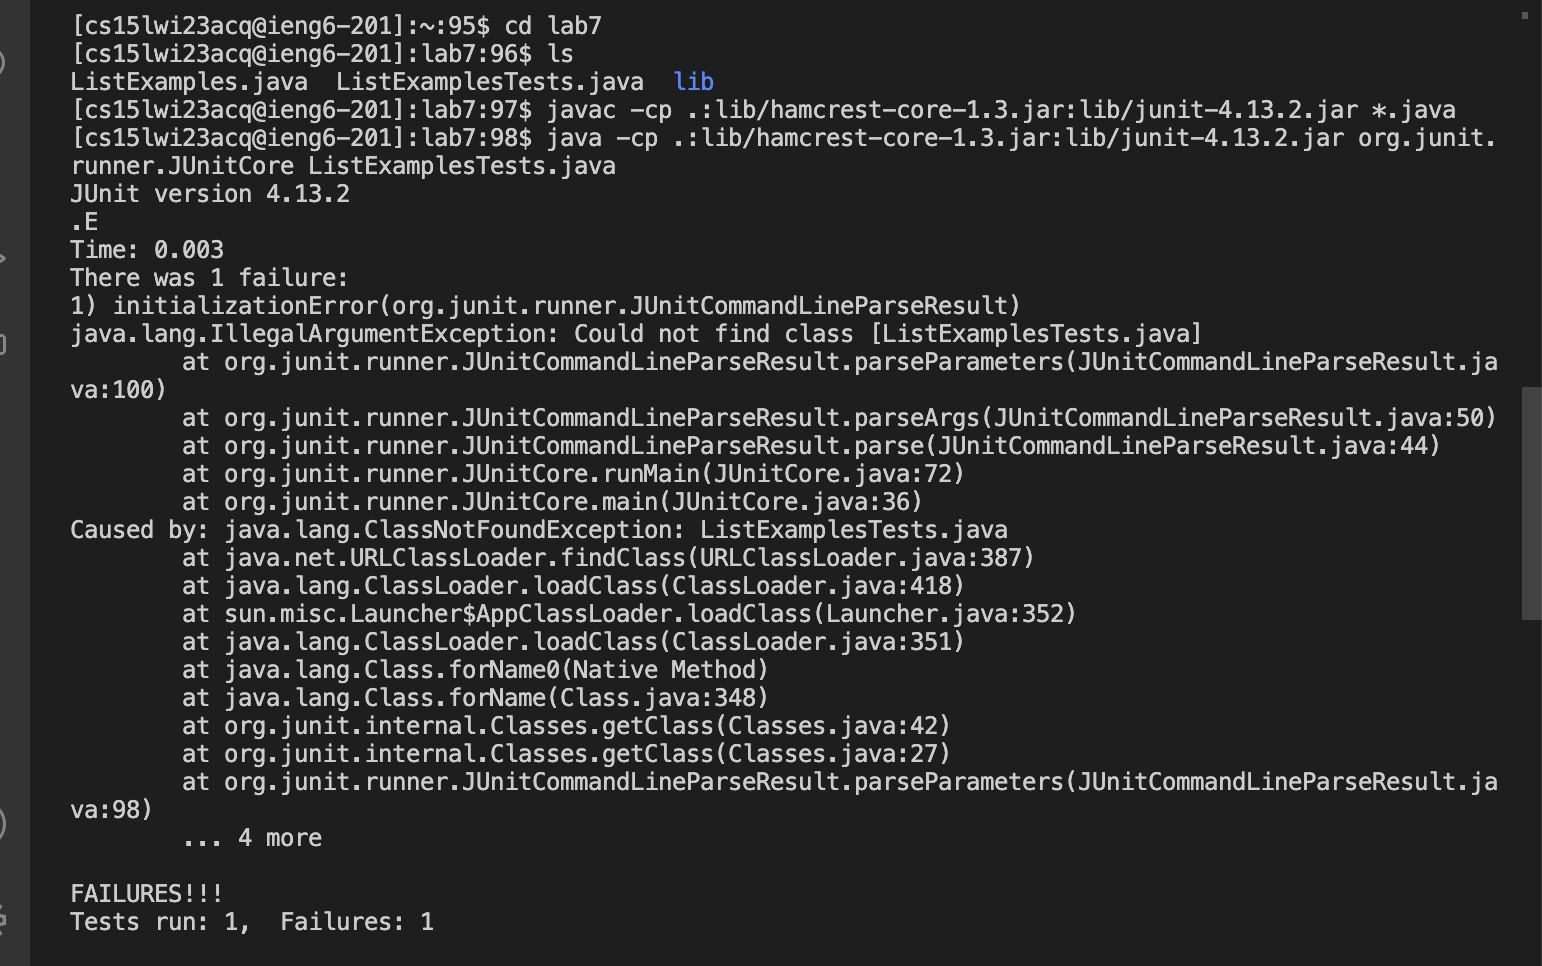 [cs15lwi23acq@ieng6-201]:~:95$ cd lab7
[cs15lwi23acq@ieng6-201]:lab7:96$ ls
ListExamples.java  ListExamplesTests.java  lib
[cs15lwi23acq@ieng6-201]:lab7:97$ javac -cp .:lib/hamcrest-core-1.3.jar:lib/junit-4.13.2.jar *.java
[cs15lwi23acq@ieng6-201]:lab7:98$ java -cp .:lib/hamcrest-core-1.3.jar:lib/junit-4.13.2.jar org.junit.
runner.JUnitCore ListExamplesTests.java
JUnit version 4.13.2
.E
Time: 0.003
There was 1 failure:
1) initializationError(org.junit.runner.JUnitCommandLineParseResult)
java.lang.IllegalArgumentException: Could not find class [ListExamplesTests.java]
        at org.junit.runner.JUnitCommandLineParseResult.parseParameters(JUnitCommandLineParseResult.ja
va:100)
        at org.junit.runner.JUnitCommandLineParseResult.parseArgs(JUnitCommandLineParseResult.java:50)
        at org.junit.runner.JUnitCommandLineParseResult.parse(JUnitCommandLineParseResult.java:44)
        at org.junit.runner.JUnitCore.runMain(JUnitCore.java:72)
        at org.junit.runner.JUnitCore.main(JUnitCore.java:36)
Caused by: java.lang.ClassNotFoundException: ListExamplesTests.java
        at java.net.URLClassLoader.findClass(URLClassLoader.java:387)
        at java.lang.ClassLoader.loadClass(ClassLoader.java:418)
        at sun.misc.Launcher$AppClassLoader.loadClass(Launcher.java:352)
        at java.lang.ClassLoader.loadClass(ClassLoader.java:351)
        at java.lang.Class.forName0(Native Method)
        at java.lang.Class.forName(Class.java:348)
        at org.junit.internal.Classes.getClass(Classes.java:42)
        at org.junit.internal.Classes.getClass(Classes.java:27)
        at org.junit.runner.JUnitCommandLineParseResult.parseParameters(JUnitCommandLineParseResult.ja
va:98)
        ... 4 more
FAILURES!!!
Tests run: 1,  Failures: 1